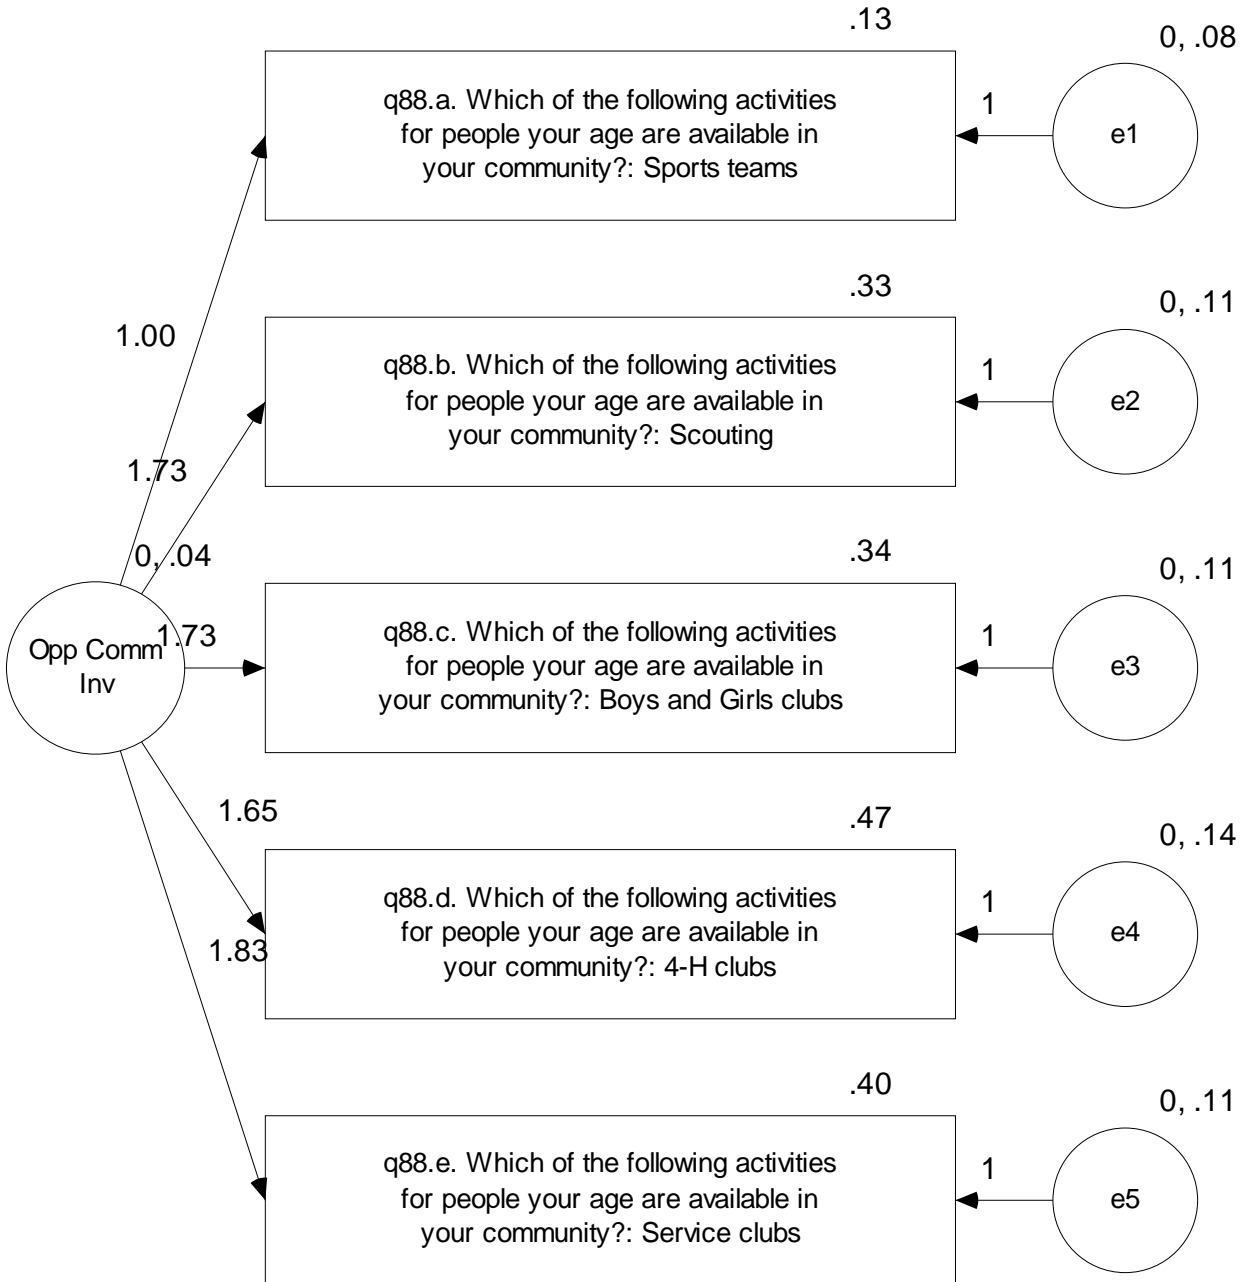 .13
0, .08
q88.a. Which of the following activities
for people your age are available in
your community?: Sports teams
1
e1
1.00
.33
0, .11
q88.b. Which of the following activities
for people your age are available in
your community?: Scouting
1
e2
1.73
0, .04
.34
0, .11
Opp Comm
Inv
1.73
q88.c. Which of the following activities
for people your age are available in
your community?: Boys and Girls clubs
1
e3
1.65
.47
0, .14
q88.d. Which of the following activities
for people your age are available in
your community?: 4-H clubs
1
e4
1.83
.40
0, .11
q88.e. Which of the following activities
for people your age are available in
your community?: Service clubs
1
e5